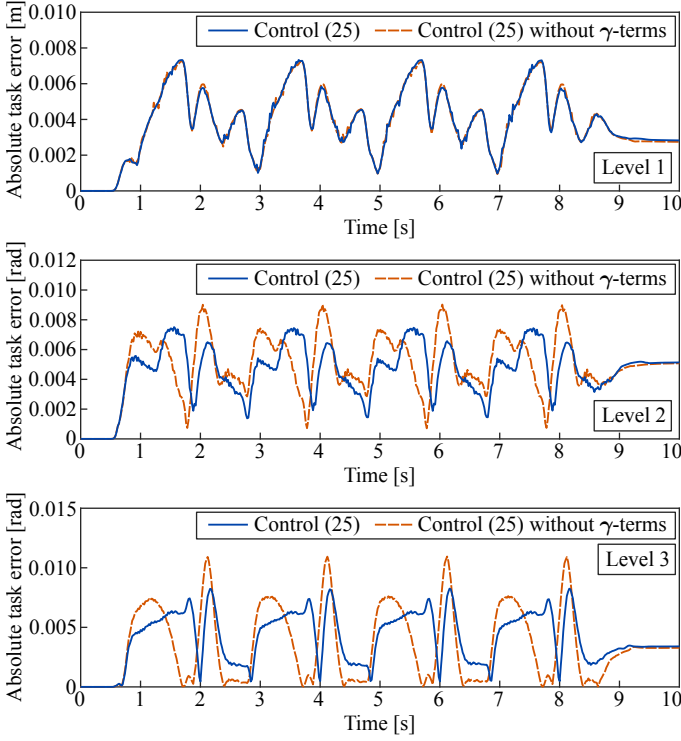 0.010
0.008
0.006
0.004
0.002
0
Absolute task error [m]
Control (25) Control (25) without γ-terms
Level 1
0 1 2 3 4 5 6 7 8 9 10
Time [s]
0.012
0.010
0.008
0.006
0.004
0.002
0
Absolute task error [rad]
Control (25) Control (25) without γ-terms
Level 2
0 1 2 3 4 5 6 7 8 9 10
Time [s]
0.015
0.010
0.005
0
Absolute task error [rad]
Control (25) Control (25) without γ-terms
Level 3
0 1 2 3 4 5 6 7 8 9 10
Time [s]